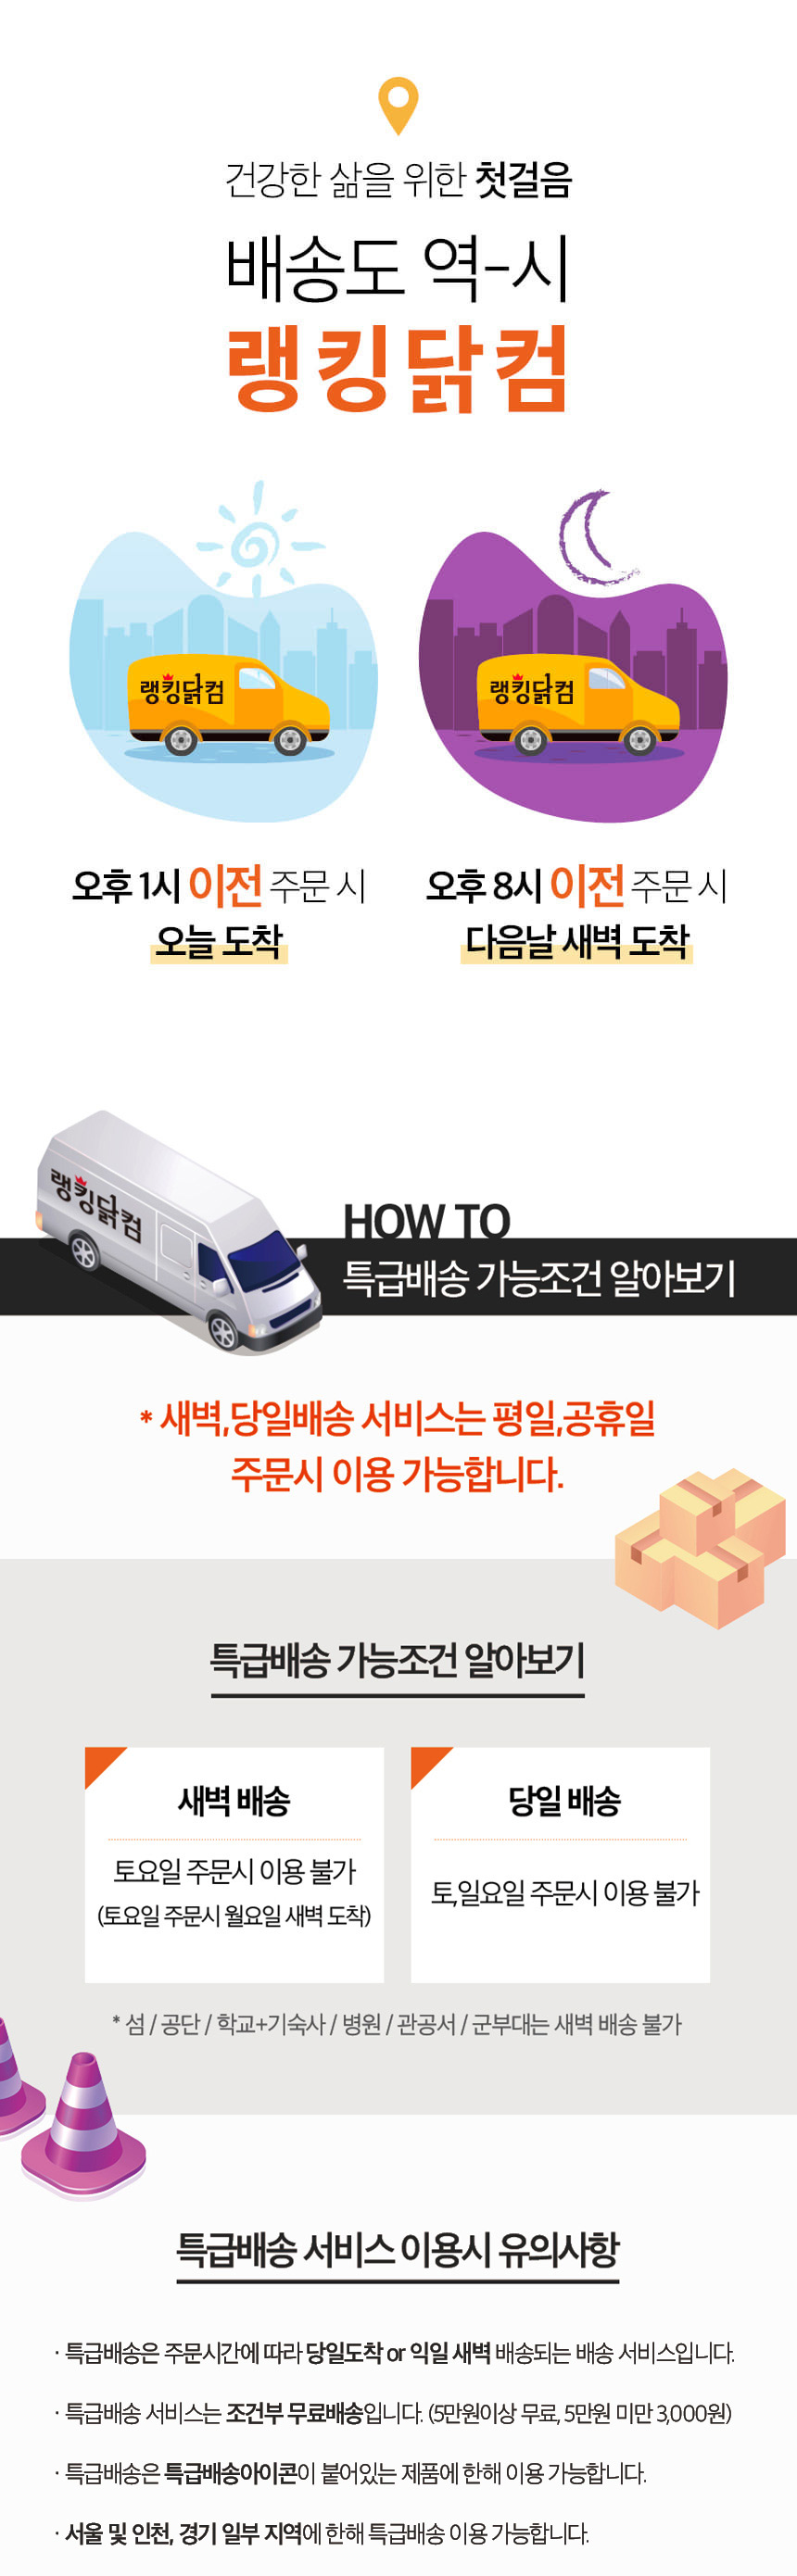 건강한 삶을 위한 첫걸음
배송도 역-시
랭킹닭컴
랭킹닭컴
랭킹닭컴
오후 1시 이전 주문 시
오늘 도착
오후 8시 이전 주문 시
다음날 새벽 도착
랭킹닭컴
HOW TO
특급배송 가능조건 알아보기
* 새벽,당일배송 서비스는 평일,공휴일
주문시 이용 가능합니다.
특급배송 가능조건 알아보기
새벽 배송
토요일 주문시 이용 불가
(토요일 주문시 월요일 새벽 도착)
당일 배송
토,일요일 주문시 이용 불가
* 섬 / 공단 / 학교+기숙사 / 병원 / 관공서 / 군부대는 새벽 배송 불가
특급배송 서비스 이용시 유의사항
· 특급배송은 주문시간에 따라 당일도착 or 익일 새벽 배송되는 배송 서비스입니다.
· 특급배송 서비스는 조건부 무료배송입니다. (5만원이상 무료, 5만원 미만 3,000원)
· 특급배송은 특급배송아이콘이 붙어있는 제품에 한해 이용 가능합니다.
· 서울 및 인천, 경기 일부 지역에 한해 특급배송 이용 가능합니다.